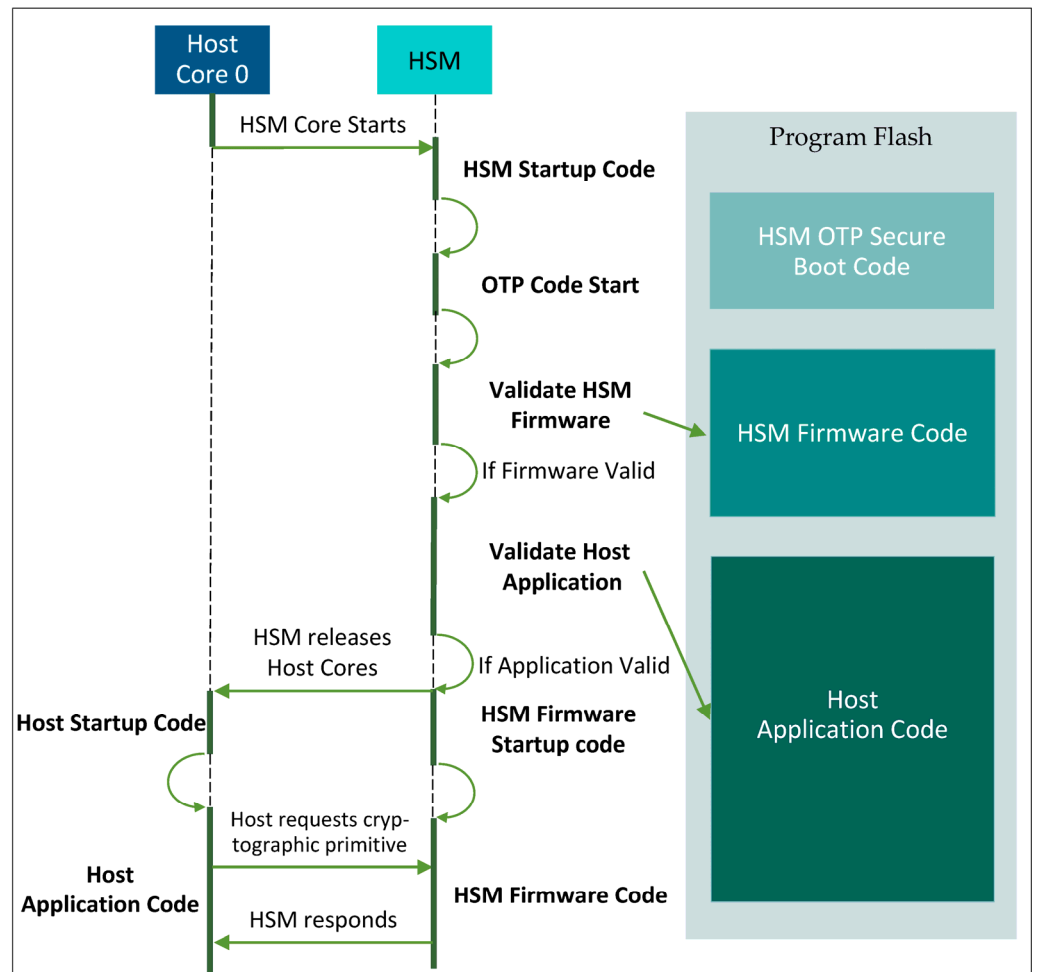 Host
Core 0
HSM
HSM Core Starts
Program Flash
HSM Startup Code
HSM OTP Secure
Boot Code
OTP Code Start
Validate HSM
Firmware
HSM Firmware Code
If Firmware Valid
Validate Host
Application
HSM releases
Host Cores
If Application Valid
Host Startup Code
HSM Firmware
Startup code
Host
Application Code
Host requests cryp-
tographic primitive
Host
Application Code
HSM Firmware Code
HSM responds